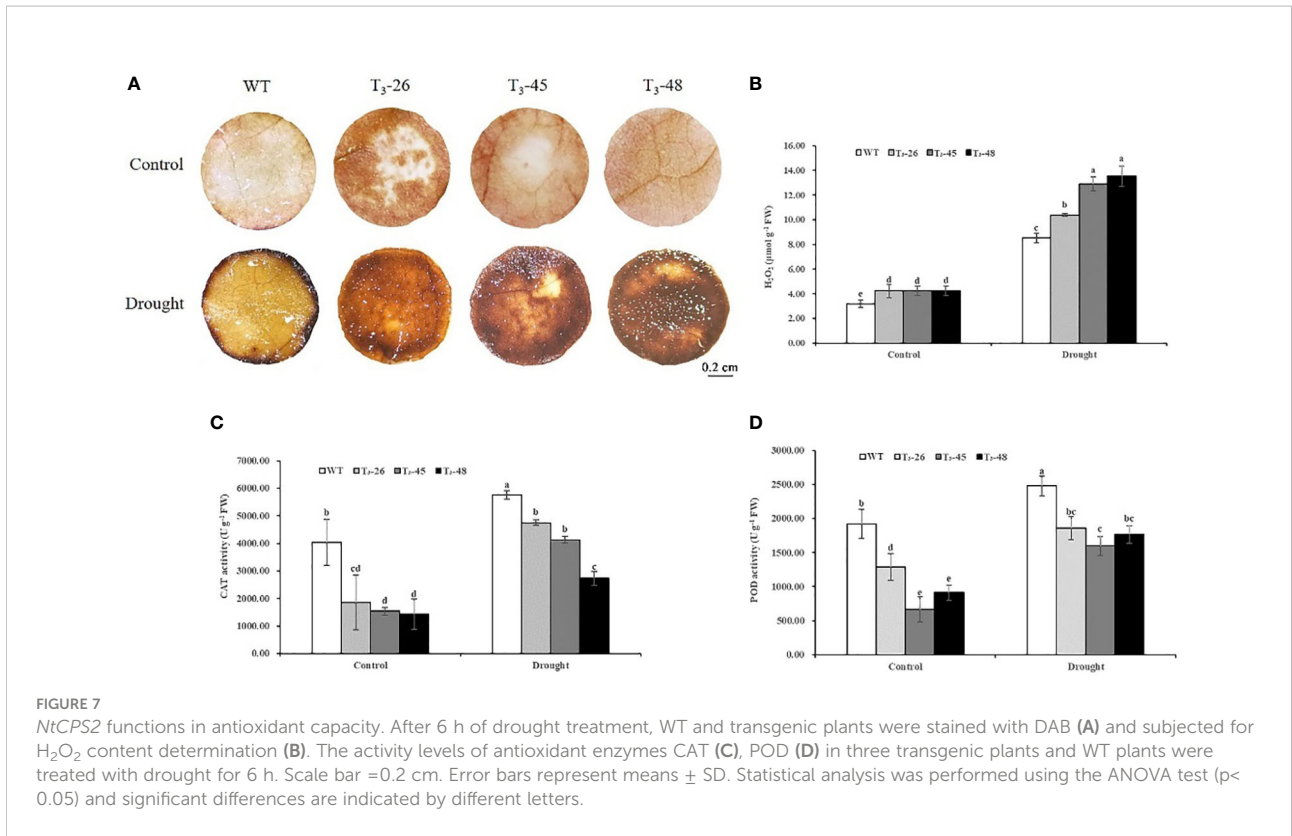 A
WT T₃-26 T₃-45 T₃-48
Control
Drought
0.2 cm
B
WT T₃-26 T₃-45 T₃-48
H₂O₂ (µmol g⁻¹ FW)
16.00
14.00
12.00
10.00
8.00
6.00
4.00
2.00
0.00
e d d d c b a a
Control Drought
C
WT T₃-26 T₃-45 T₃-48
CAT activity (U g⁻¹ FW)
7000.00
6000.00
5000.00
4000.00
3000.00
2000.00
1000.00
0.00
b cd d d a b b c
Control Drought
D
WT T₃-26 T₃-45 T₃-48
POD activity (U g⁻¹ FW)
3000.00
2500.00
2000.00
1500.00
1000.00
500.00
0.00
b d e e a bc c bc
Control Drought
FIGURE 7
NtCPS2 functions in antioxidant capacity. After 6 h of drought treatment, WT and transgenic plants were stained with DAB (A) and subjected for
H₂O₂ content determination (B). The activity levels of antioxidant enzymes CAT (C), POD (D) in three transgenic plants and WT plants were
treated with drought for 6 h. Scale bar =0.2 cm. Error bars represent means ± SD. Statistical analysis was performed using the ANOVA test (p<
0.05) and significant differences are indicated by different letters.